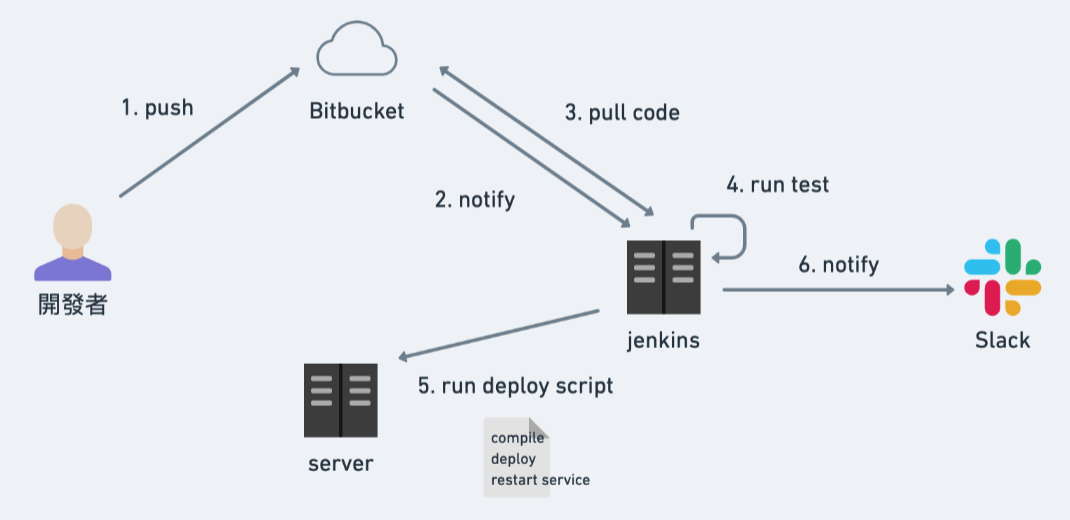 1. push
Bitbucket
3. pull code
2. notify
4. run test
開發者
6. notify
jenkins
Slack
5. run deploy script
server
compile
deploy
restart service